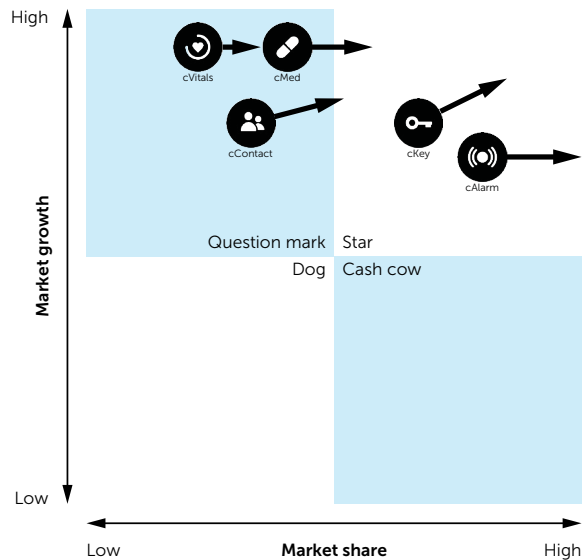 High
cVitals
cMed
cContact
cKey
cAlarm
Question mark
Star
Dog
Cash cow
Market growth
Low
Low
Market share
High